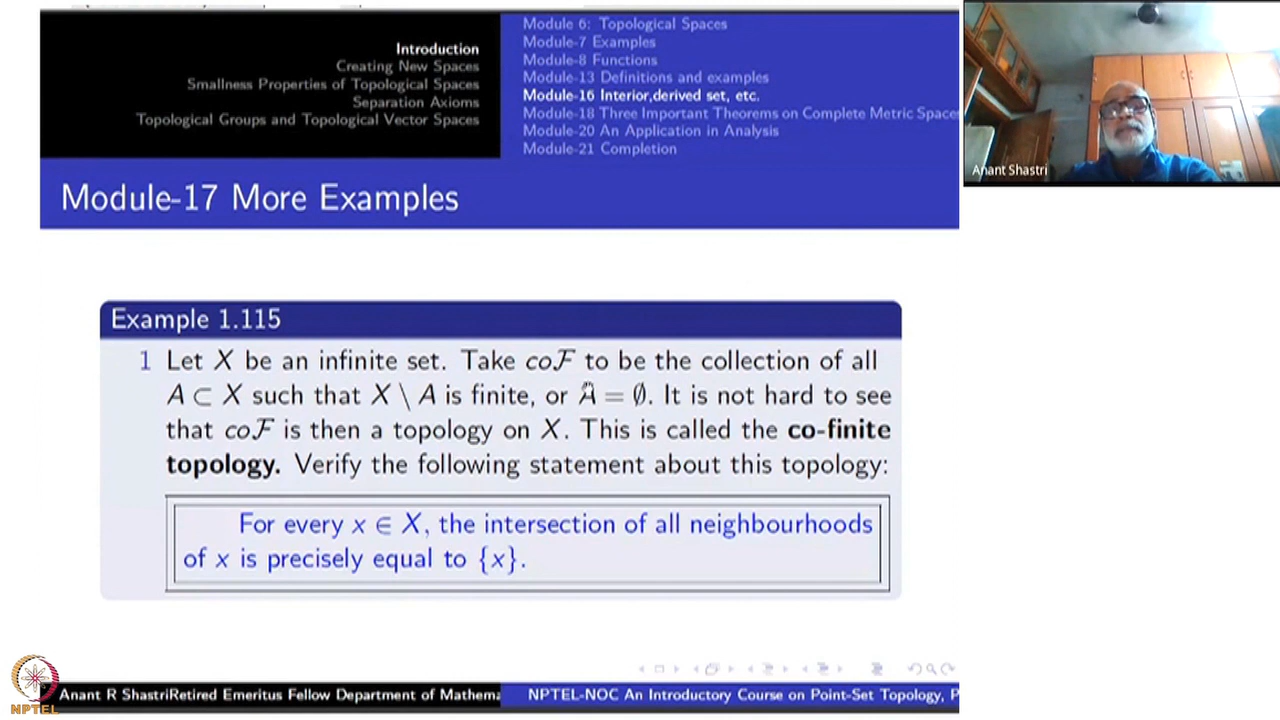 Introduction
Creating New Spaces
Smallness Properties of Topological Spaces
Separation Axioms
Topological Groups and Topological Vector Spaces
Module 6: Topological Spaces
Module-7 Examples
Module-8 Functions
Module-13 Definitions and examples
Module-16 Interior,derived set, etc.
Module-18 Three Important Theorems on Complete Metric Space
Module-20 An Application in Analysis
Module-21 Completion
Anant Shastri
Module-17 More Examples
Example 1.115
1 Let X be an infinite set. Take coℱ to be the collection of all
A ⊂ X such that X \ A is finite, or A = ∅. It is not hard to see
that coℱ is then a topology on X. This is called the co-finite
topology. Verify the following statement about this topology:
For every x ∈ X, the intersection of all neighbourhoods
of x is precisely equal to {x}.
NPTEL
Anant R ShastriRetired Emeritus Fellow Department of Mathema
NPTEL-NOC An Introductory Course on Point-Set Topology, P